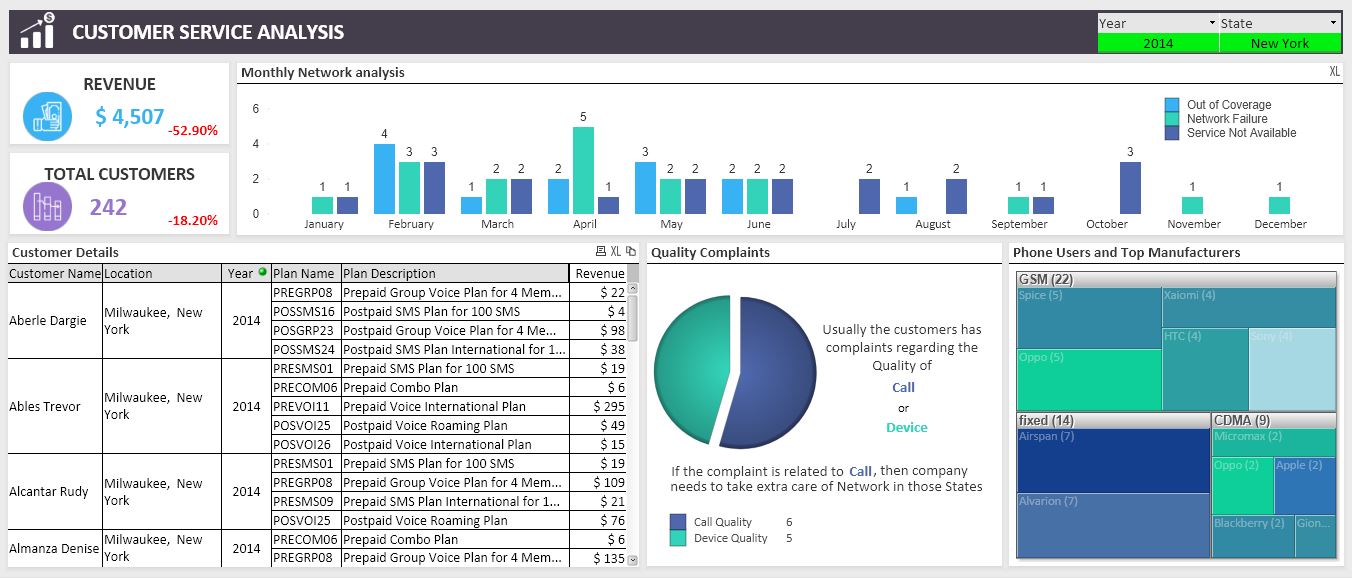 CUSTOMER SERVICE ANALYSIS
Year State
2014 New York
REVENUE
$ 4,507
-52.90%
TOTAL CUSTOMERS
242
-18.20%
Monthly Network analysis XL
6
4
2
0
Out of Coverage
Network Failure
Service Not Available
1 1 4 3 3 1 2 2 2 5 1 3 2 2 2 2 2 2 1 2 1 1 3 1 1
January February March April May June July August September October November December
Customer Details XL
Customer Name Location Year Plan Name Plan Description Revenue
Aberle Dargie Milwaukee, New York 2014 PREGRP08 Prepaid Group Voice Plan for 4 Mem... $ 22
POSSMS16 Postpaid SMS Plan for 100 SMS $ 4
POSGRP23 Postpaid Group Voice Plan for 4 Me... $ 98
POSSMS24 Postpaid SMS Plan International for 1... $ 38
Ables Trevor Milwaukee, New York 2014 PRESMS01 Prepaid SMS Plan for 100 SMS $ 19
PRECOM06 Prepaid Combo Plan $ 6
PREVOI11 Prepaid Voice International Plan $ 295
POSVOI25 Postpaid Voice Roaming Plan $ 49
POSVOI26 Postpaid Voice International Plan $ 15
Alcantar Rudy Milwaukee, New York 2014 PRESMS01 Prepaid SMS Plan for 100 SMS $ 19
PREGRP08 Prepaid Group Voice Plan for 4 Mem... $ 109
PRESMS09 Prepaid SMS Plan International for 1... $ 21
POSVOI25 Postpaid Voice Roaming Plan $ 76
Almanza Denise Milwaukee, New York 2014 PRECOM06 Prepaid Combo Plan $ 6
PREGRP08 Prepaid Group Voice Plan for 4 Mem... $ 135
Quality Complaints
Usually the customers has
complaints regarding the
Quality of
Call
or
Device
If the complaint is related to Call, then company
needs to take extra care of Network in those States
Call Quality 6
Device Quality 5
Phone Users and Top Manufacturers
GSM (22)
Spice (5) Xaiomi (4)
HTC (4) Sony (4)
Oppo (5)
fixed (14) CDMA (9)
Airspan (7) Micromax (2)
Oppo (2) Apple (2)
Alvarion (7)
Blackberry (2) Gion...